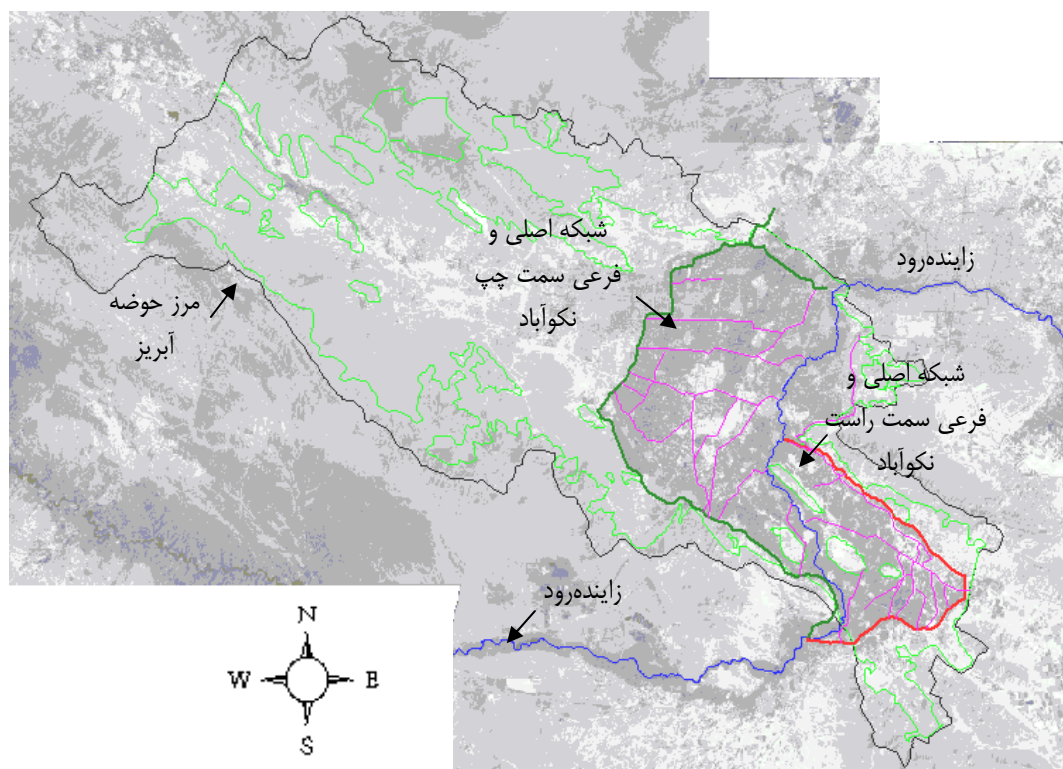 شبکه اصلی و
فرعی سمت چپ
نکوآباد
زاینده‌رود
مرز حوضه
آبریز
شبکه اصلی و
فرعی سمت راست
نکوآباد
زاینده‌رود
N
W
E
S